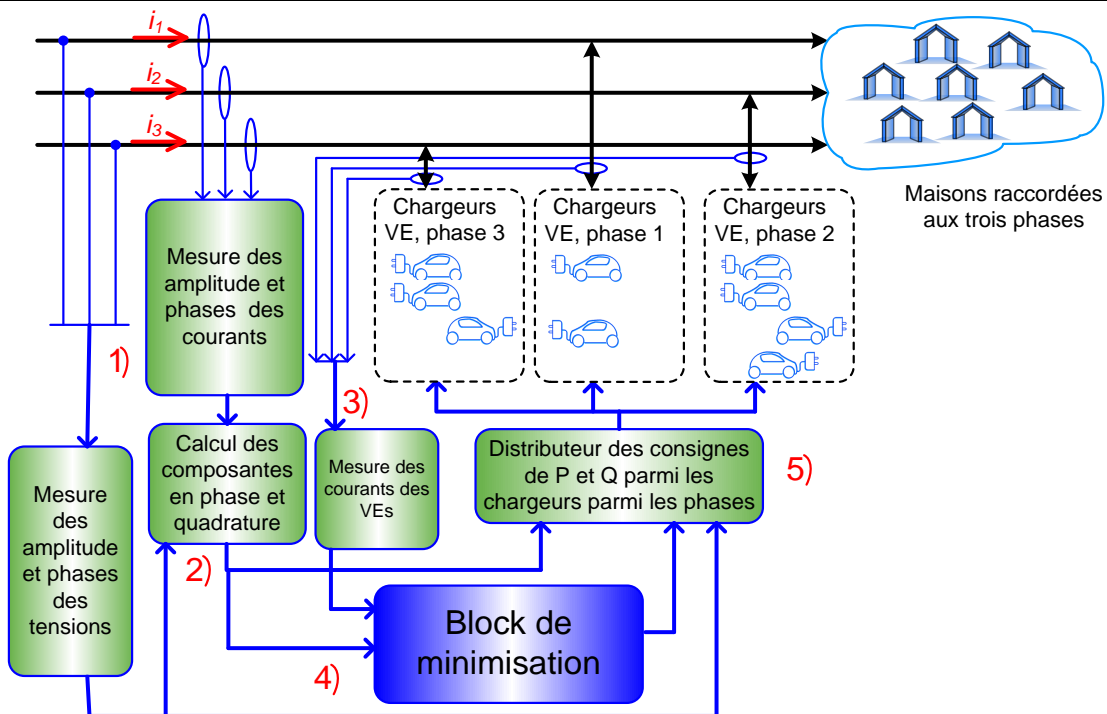 i1
i2
i3
Maisons raccordées
aux trois phases
Chargeurs
VE, phase 3
Chargeurs
VE, phase 1
Chargeurs
VE, phase 2
Mesure des
amplitude et
phases des
courants
1)
3)
Calcul des
composantes
en phase et
quadrature
Mesure des
courants des
VEs
Distributeur des consignes
de P et Q parmi les
chargeurs parmi les phases
5)
Mesure
des
amplitude
et phases
des
tensions
2)
Block de
minimisation
4)